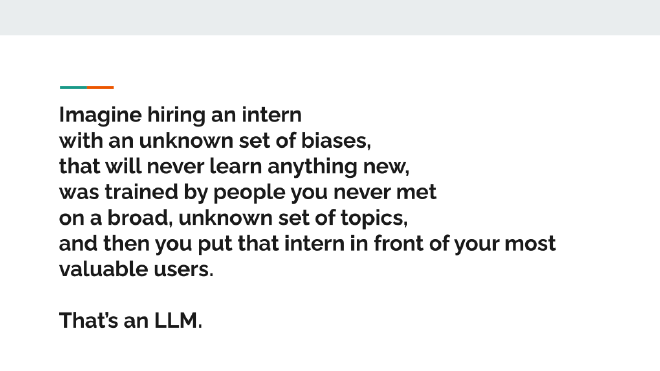 Imagine hiring an intern
with an unknown set of biases,
that will never learn anything new,
was trained by people you never met
on a broad, unknown set of topics,
and then you put that intern in front of your most
valuable users.
That’s an LLM.